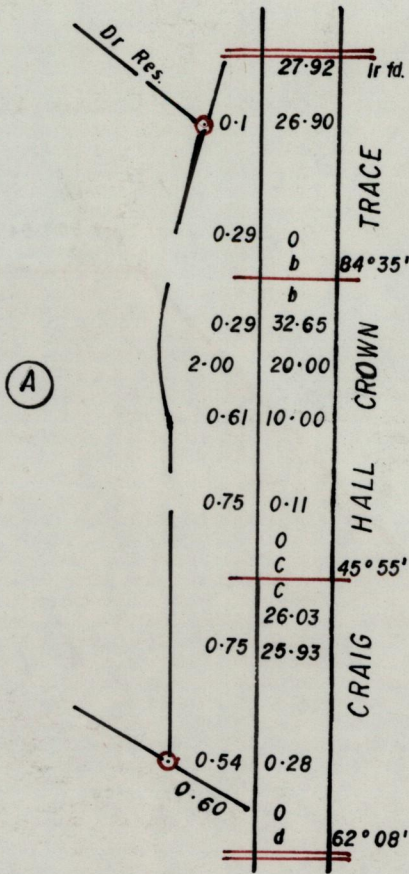 Dr Res.
27·92 Ir fd.
0·1 26·90
TRACE
0·29 0
b 84°35'
b
0·29 32·65
2·00 20·00
CROWN
A
0·61 10·00
HALL
0·75 0·11
0
C 45°55'
C
26·03
0·75 25·93
CRAIG
0·54 0·28
0·60
0
d 62°08'